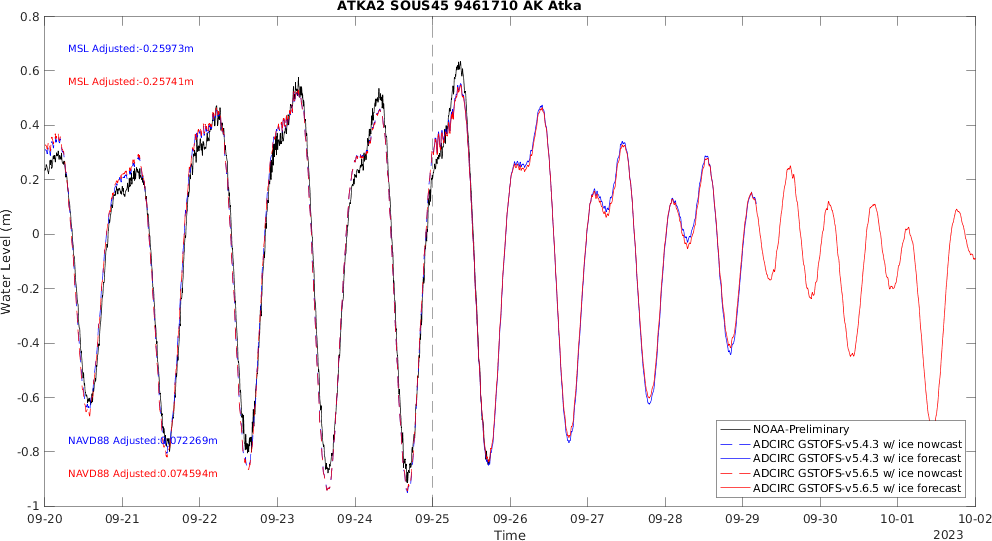 ATKA2 SOUS45 9461710 AK Atka
MSL Adjusted:-0.25973m
MSL Adjusted:-0.25741m
NAVD88 Adjusted:0.072269m
NAVD88 Adjusted:0.074594m
Water Level (m)
0.8
0.6
0.4
0.2
0
-0.2
-0.4
-0.6
-0.8
-1
NOAA-Preliminary
ADCIRC GSTOFS-v5.4.3 w/ ice nowcast
ADCIRC GSTOFS-v5.4.3 w/ ice forecast
ADCIRC GSTOFS-v5.6.5 w/ ice nowcast
ADCIRC GSTOFS-v5.6.5 w/ ice forecast
09-20 09-21 09-22 09-23 09-24 09-25 09-26 09-27 09-28 09-29 09-30 10-01 10-02
Time
2023